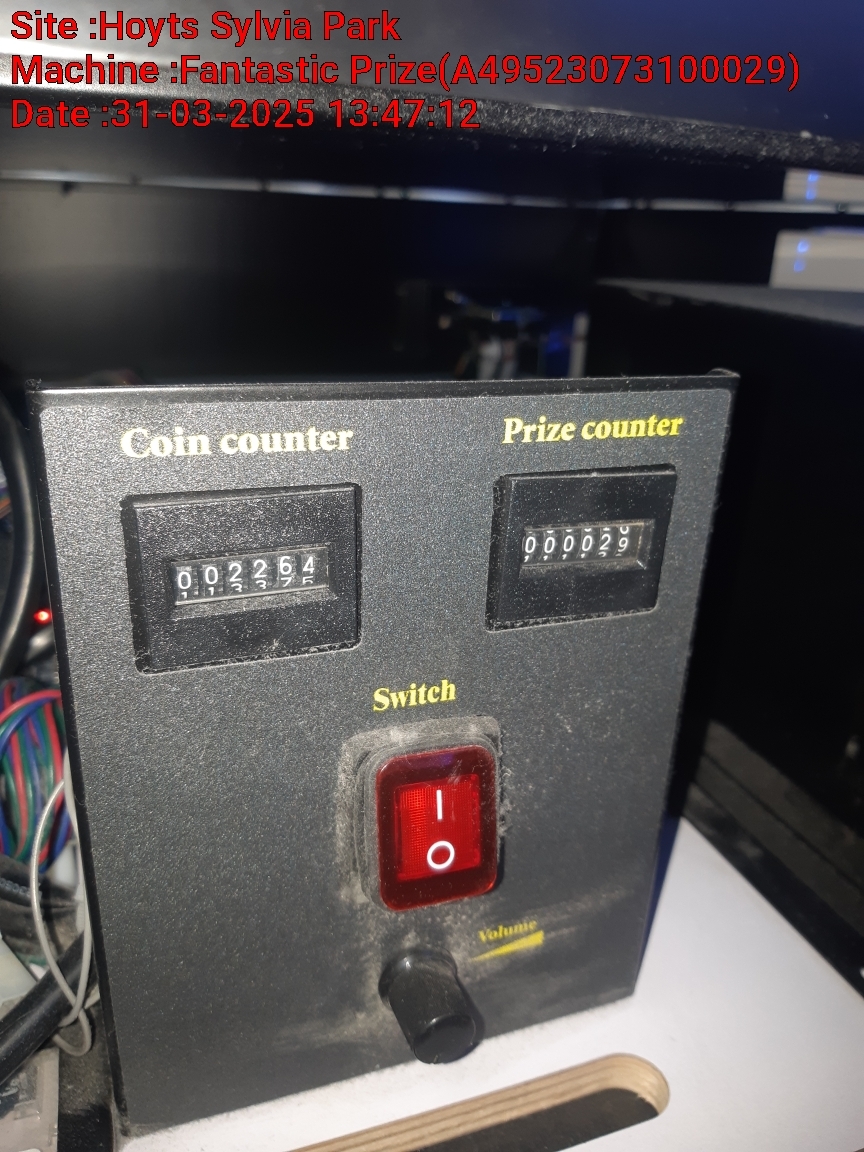 Site :Hoyts Sylvia Park
Machine :Fantastic Prize(A49523073100029)
Date :31-03-2025 13:47:12
Coin counter
Prize counter
002264
000029
Switch
I
O
Volume